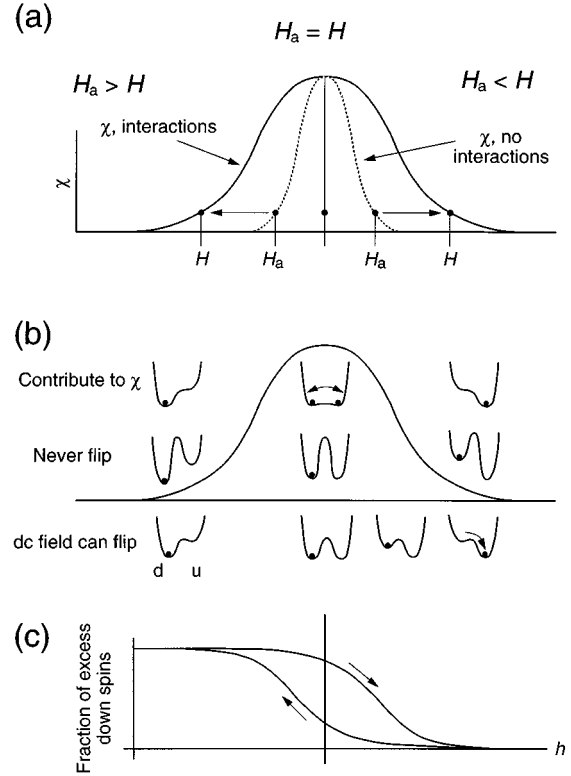 (a)
Hₐ = H
Hₐ > H
Hₐ < H
χ, interactions
χ, no
interactions
χ
H
Hₐ
Hₐ
H
(b)
Contribute to χ
Never flip
dc field can flip
d
u
(c)
Fraction of excess
down spins
h